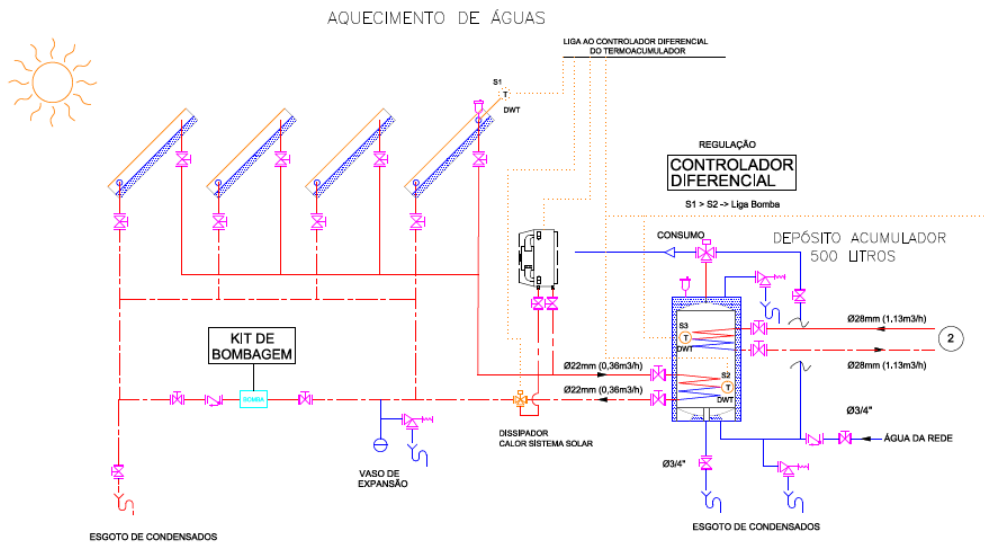 AQUECIMENTO DE ÁGUAS
LIGA AO CONTROLADOR DIFERENCIAL
DO TERMOACUMULADOR
S1
T
DWT
REGULAÇÃO
CONTROLADOR
DIFERENCIAL
S1 > S2 -> Liga Bomba
CONSUMO
DEPÓSITO ACUMULADOR
500 LITROS
S3
T
DWT
Ø28mm (1.13m3/h)
2
Ø28mm (1.13m3/h)
KIT DE
BOMBAGEM
BOMBA
Ø22mm (0,36m3/h)
Ø22mm (0,36m3/h)
S2
T
DWT
Ø3/4"
ÁGUA DA REDE
DISSIPADOR
CALOR SISTEMA SOLAR
VASO DE
EXPANSÃO
Ø3/4"
ESGOTO DE CONDENSADOS
ESGOTO DE CONDENSADOS